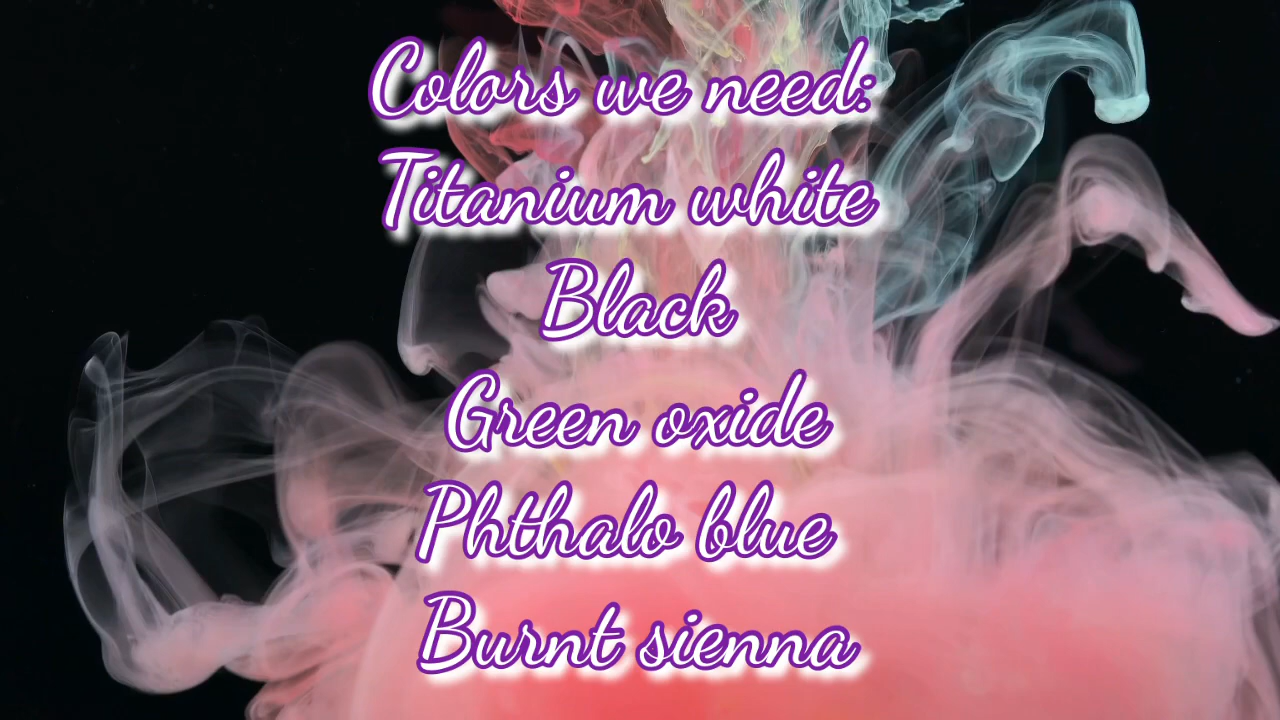 Colors we need:
Titanium white
Black
Green oxide
Phthalo blue
Burnt sienna